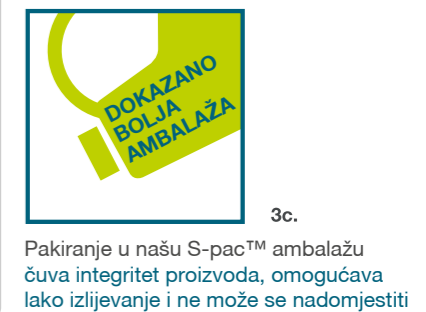 DOKAZANO
BOLJA
AMBALAŽA
3c.
Pakiranje u našu S-pac™ ambalažu
čuva integritet proizvoda, omogućava
lako izlijevanje i ne može se nadomjestiti